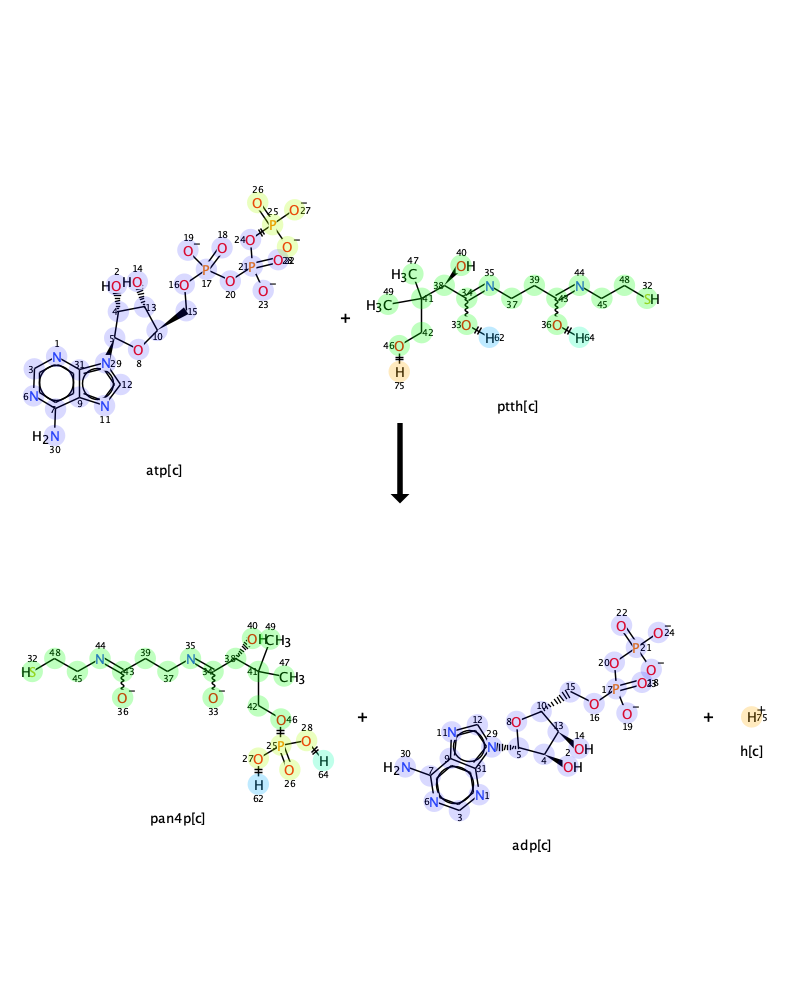 26
25
O
O⁻ 27
P
19
18
24 O
O⁻
O⁻ O
21 P O 28 22
2 14
HO HO
16 O
P
17
O
20
O⁻
23
4 13
15
5
10
O
8
1
N
31
N 29
3
12
6 N
7 9
N
11
H₂N
30
atp[c]
+
47
40
H₃C
OH
38
35
N
39
44
N
48
32
SH
49
H₃C
41
34
37
43
45
33 O
H 62
36 O
H 64
42
46 O
H
75
ptth[c]
40 49
OH CH₃
32
HS
48
44
N
39
35
N
38
47
CH₃
45
43
37
34
41
O⁻
36
O⁻
33
42
O 46
28
25 P
O
27 O
O
26
H
64
H
62
pan4p[c]
+
22
O
24
O⁻
P 21
20 O
O⁻
17 P O 23 18
15
O
16
O⁻
19
10
8 O
13
12
11 N
29
N
5
4
14
OH
2
OH
30
H₂N
9
7
31
6 N
N 1
3
adp[c]
+
H⁺ 75
h[c]